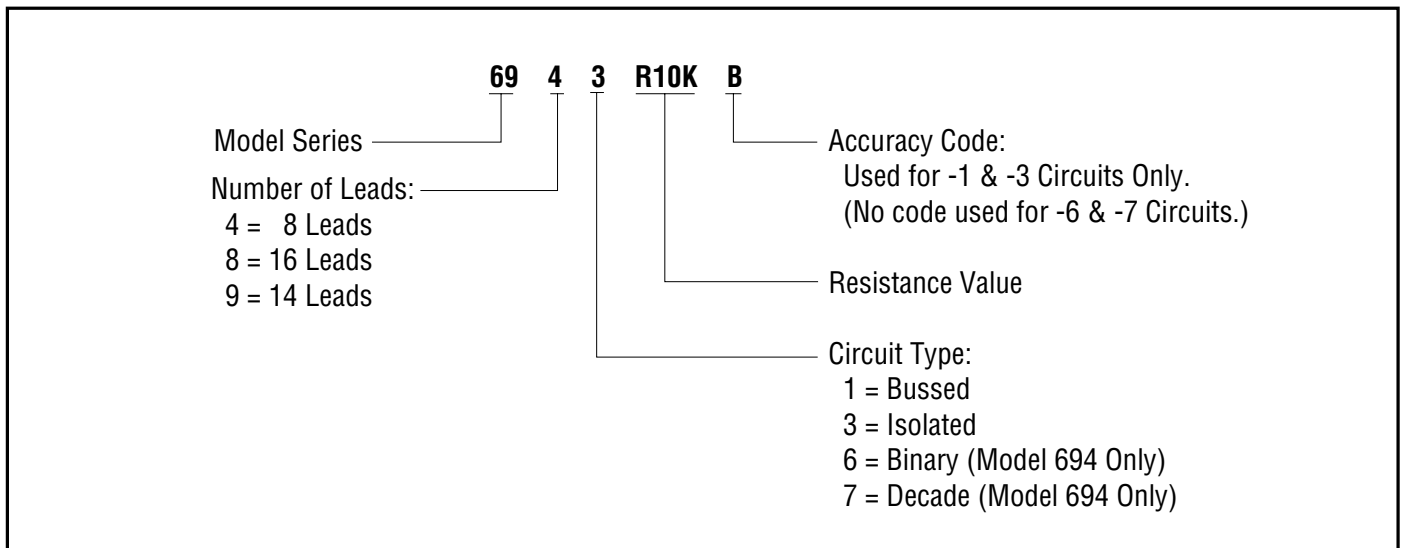 69 4 3 R10K B
Model Series
Number of Leads:
4 = 8 Leads
8 = 16 Leads
9 = 14 Leads
Accuracy Code:
Used for -1 & -3 Circuits Only.
(No code used for -6 & -7 Circuits.)
Resistance Value
Circuit Type:
1 = Bussed
3 = Isolated
6 = Binary (Model 694 Only)
7 = Decade (Model 694 Only)